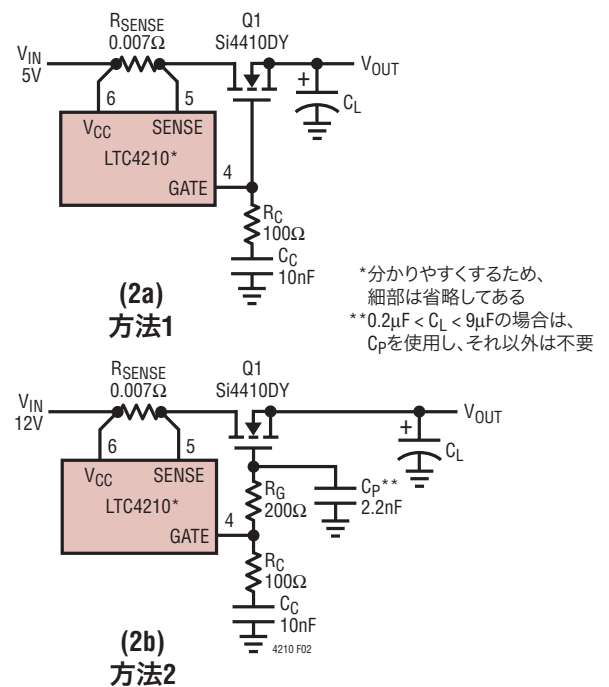 RSENSE
0.007Ω
Q1
Si4410DY
VIN
5V
VOUT
+
CL
6
5
VCC
SENSE
LTC4210*
GATE
4
RC
100Ω
CC
10nF
(2a)
方法1
*分かりやすくするため、
細部は省略してある
**0.2µF < CL < 9µFの場合は、
CPを使用し、それ以外は不要
RSENSE
0.007Ω
Q1
Si4410DY
VIN
12V
VOUT
+
CL
6
5
VCC
SENSE
LTC4210*
GATE
4
RG
200Ω
CP**
2.2nF
RC
100Ω
CC
10nF
(2b)
方法2
4210 F02